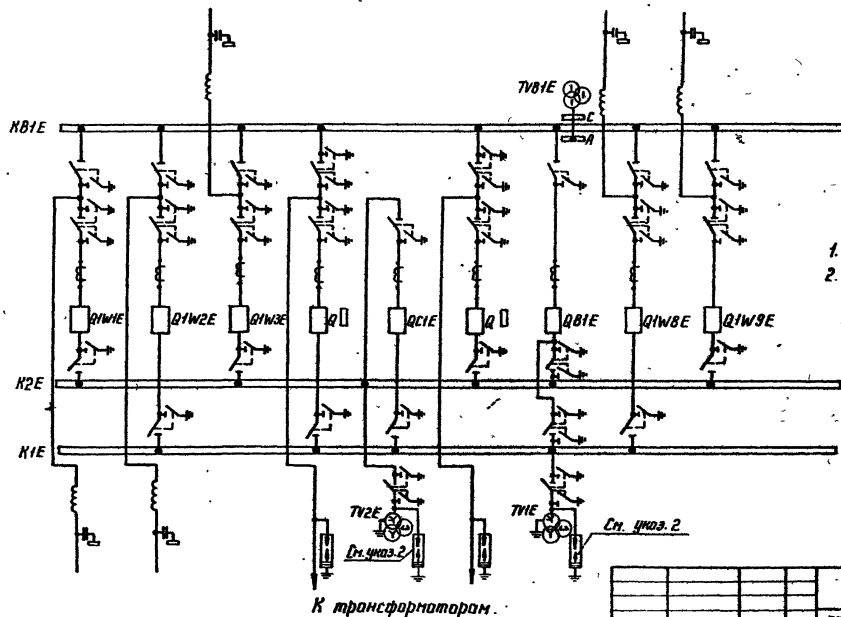 TVB1E
C
A
KB1E
1.
2.
Q1W1E
Q1W2E
Q1W3E
Q
QC1E
Q
QB1E
Q1W8E
Q1W9E
K2E
K1E
TV2E
См. указ. 2
TV1E
См. указ. 2
К трансформаторам.